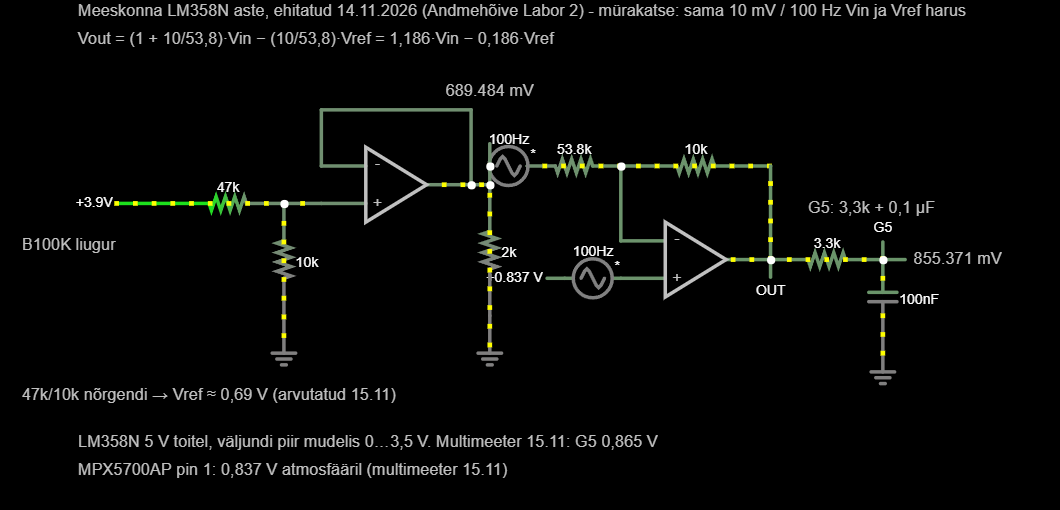 Meeskonna LM358N aste, ehitatud 14.11.2026 (Andmehõive Labor 2) - mürakatse: sama 10 mV / 100 Hz Vin ja Vref harus
Vout = (1 + 10/53,8)·Vin − (10/53,8)·Vref = 1,186·Vin − 0,186·Vref
689.484 mV
100Hz
*
53.8k
10k
-
+
47k
+3.9V
B100K liugur
10k
2k
100Hz
*
+0.837 V
-
+
OUT
G5: 3,3k + 0,1 µF
G5
3.3k
855.371 mV
100nF
47k/10k nõrgendi → Vref ≈ 0,69 V (arvutatud 15.11)
LM358N 5 V toitel, väljundi piir mudelis 0…3,5 V. Multimeeter 15.11: G5 0,865 V
MPX5700AP pin 1: 0,837 V atmosfääril (multimeeter 15.11)